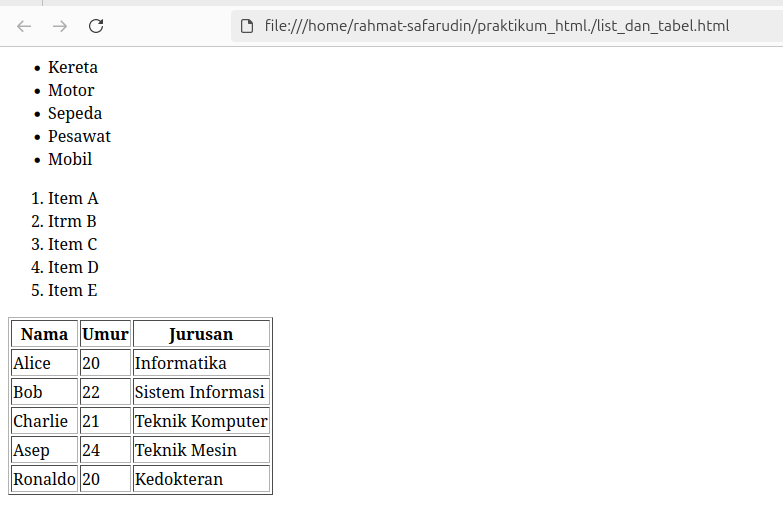 file:///home/rahmat-safarudin/praktikum_html./list_dan_tabel.html
• Kereta
• Motor
• Sepeda
• Pesawat
• Mobil
1. Item A
2. Itrm B
3. Item C
4. Item D
5. Item E
Nama Umur Jurusan
Alice 20 Informatika
Bob 22 Sistem Informasi
Charlie 21 Teknik Komputer
Asep 24 Teknik Mesin
Ronaldo 20 Kedokteran